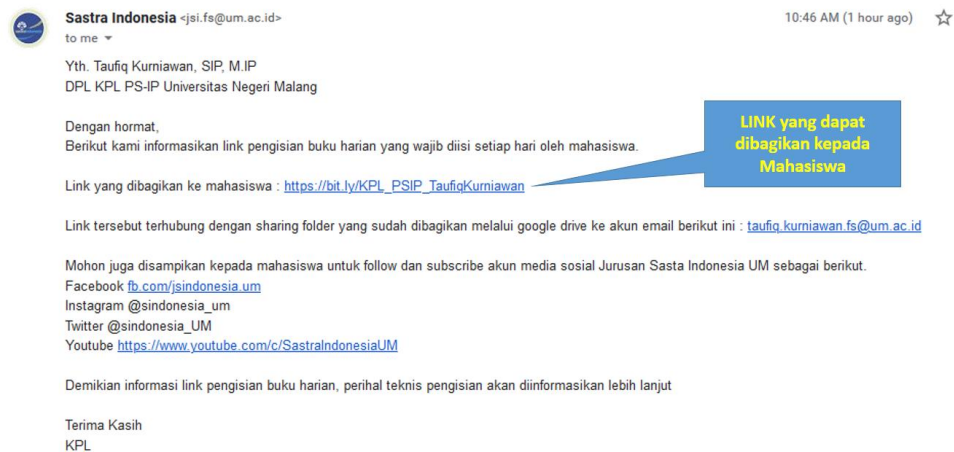 Sastra Indonesia <jsi.fs@um.ac.id>
10:46 AM (1 hour ago)
to me
Yth. Taufiq Kurniawan, SIP, M.IP
DPL KPL PS-IP Universitas Negeri Malang
Dengan hormat,
Berikut kami informasikan link pengisian buku harian yang wajib diisi setiap hari oleh mahasiswa.
LINK yang dapat
dibagikan kepada
Mahasiswa
Link yang dibagikan ke mahasiswa : https://bit.ly/KPL_PSIP_TaufiqKurniawan
Link tersebut terhubung dengan sharing folder yang sudah dibagikan melalui google drive ke akun email berikut ini : taufiq.kurniawan.fs@um.ac.id
Mohon juga disampikan kepada mahasiswa untuk follow dan subscribe akun media sosial Jurusan Sasta Indonesia UM sebagai berikut.
Facebook fb.com/jsindonesia.um
Instagram @sindonesia_um
Twitter @sindonesia_UM
Youtube https://www.youtube.com/c/SastraIndonesiaUM
Demikian informasi link pengisian buku harian, perihal teknis pengisian akan diinformasikan lebih lanjut
Terima Kasih
KPL